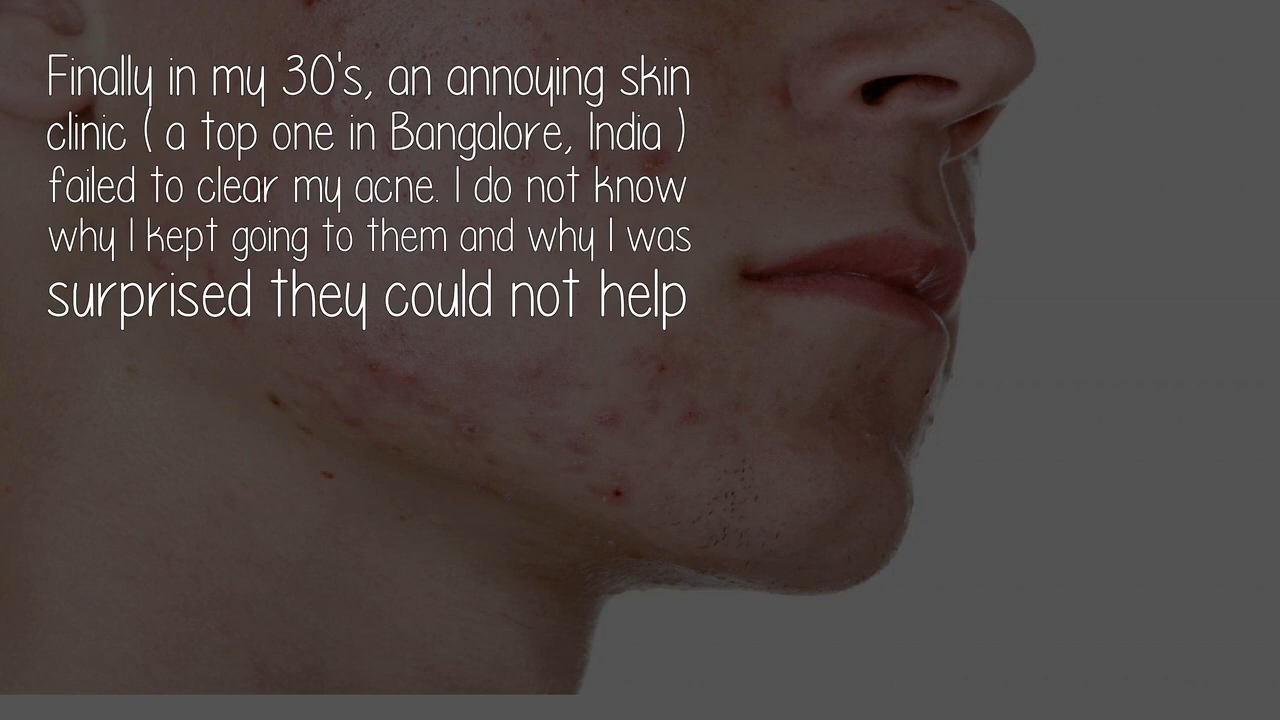 Finally in my 30's, an annoying skin
clinic ( a top one in Bangalore, India )
failed to clear my acne. I do not know
why I kept going to them and why I was
surprised they could not help